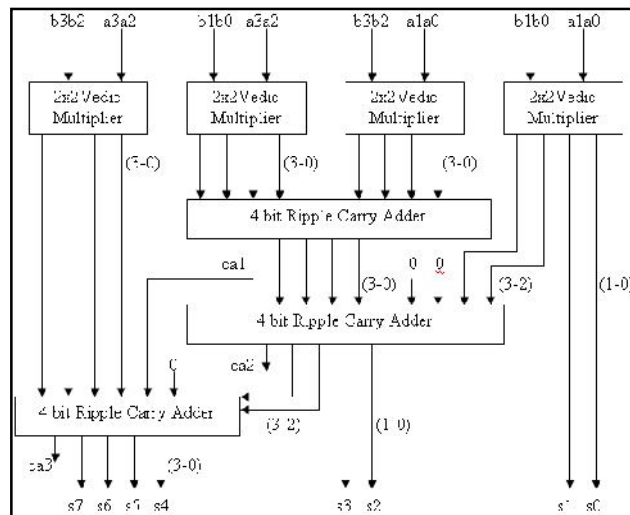 b3b2 a3a2 b1b0 a3a2 b3b2 a1a0 b1b0 a1a0
2x2 Vedic Multiplier
2x2 Vedic Multiplier
2x2 Vedic Multiplier
2x2 Vedic Multiplier
(3-0) (3-0) (3-0)
4 bit Ripple Carry Adder
ca1 0 0
(3-0) (3-2) (1-0)
4 bit Ripple Carry Adder
0 ca2
4 bit Ripple Carry Adder
(3-2) (1-0)
ca3 (3-0)
s7 s6 s5 s4 s3 s2 s1 s0